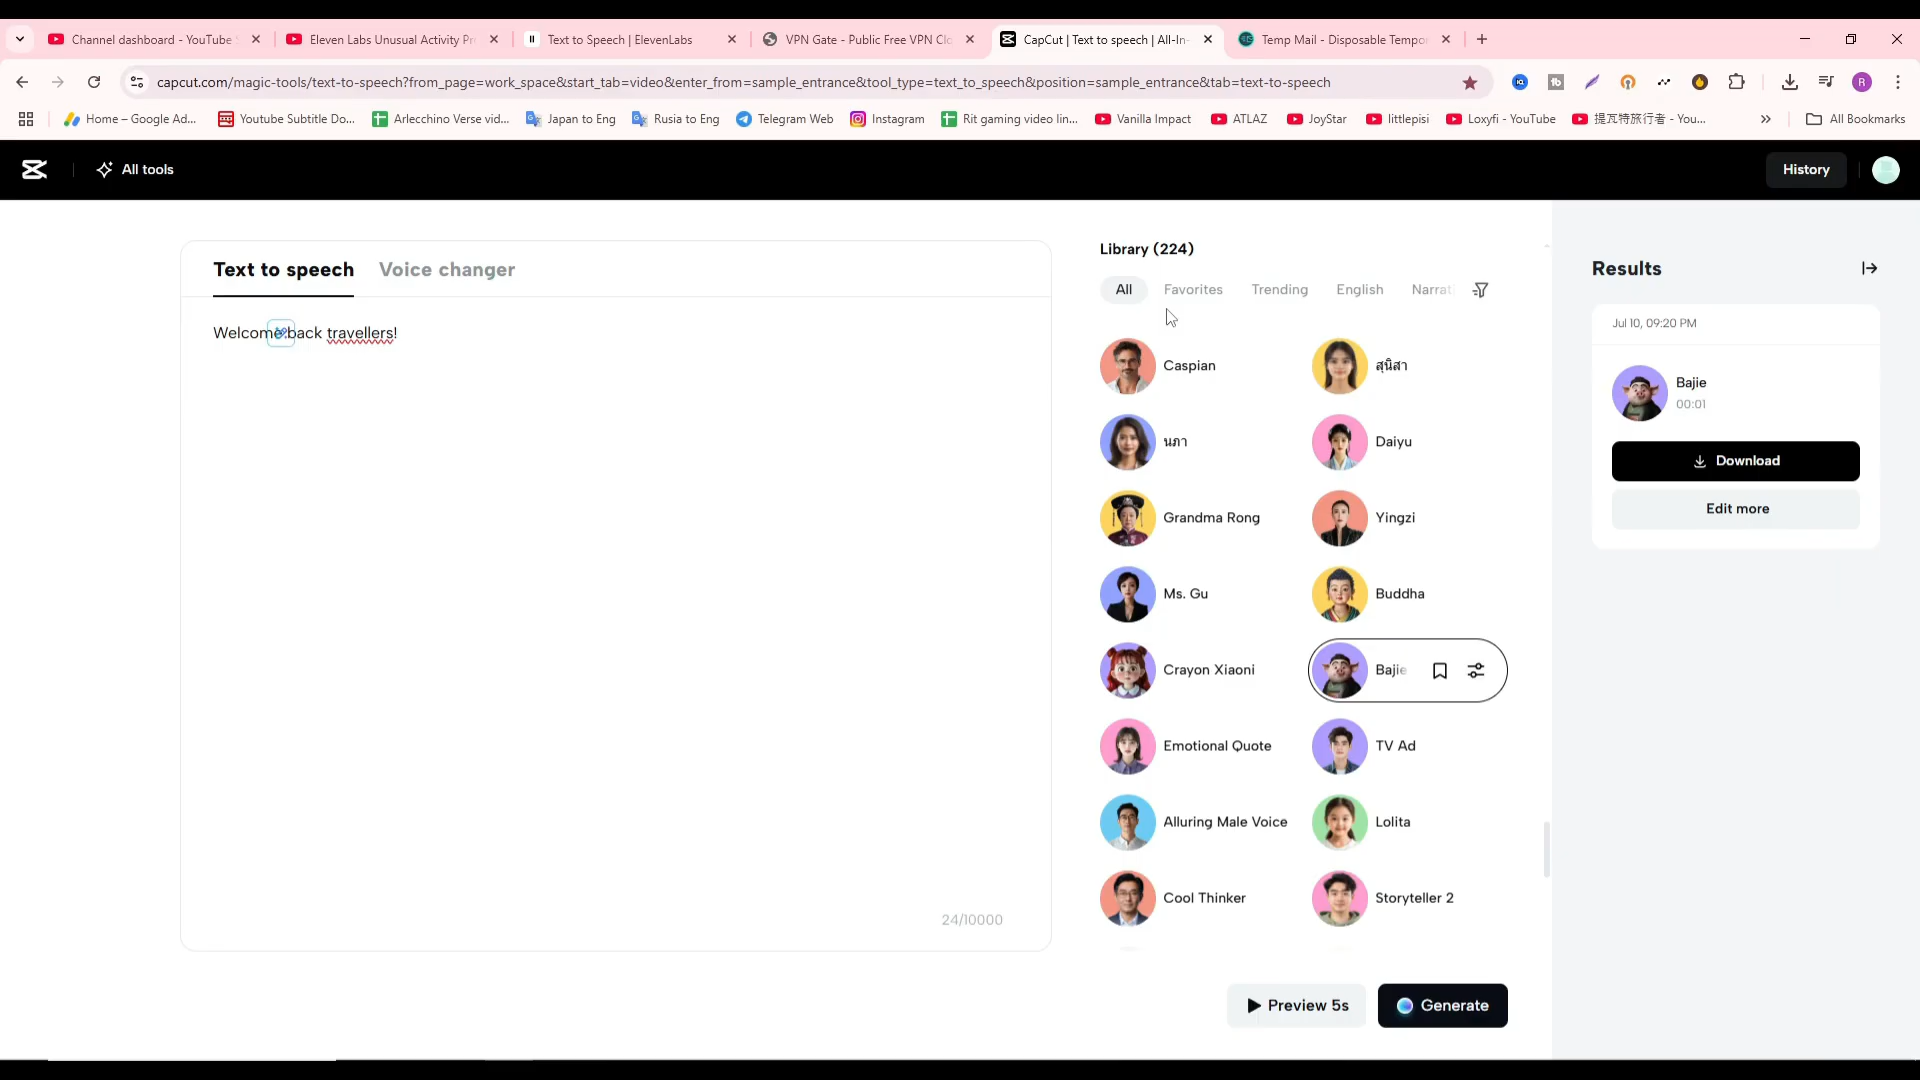 Channel dashboard - YouTube
Eleven Labs Unusual Activity
Text to Speech | ElevenLabs
VPN Gate - Public Free VPN Clo
CapCut | Text to speech | All-In-
Temp Mail - Disposable Tempo
capcut.com/magic-tools/text-to-speech?from_page=work_space&start_tab=video&enter_from=sample_entrance&tool_type=text_to_speech&position=sample_entrance&tab=text-to-speech
R
Home – Google Ad...
Youtube Subtitle Do...
Arlecchino Verse vid...
Japan to Eng
Rusia to Eng
Telegram Web
Instagram
Rit gaming video lin...
Vanilla Impact
ATLAZ
JoyStar
littlepisi
Loxyfi - YouTube
提瓦特旅行者 - You...
All Bookmarks
All tools
History
Text to speech
Voice changer
Welcome back travellers!
24/10000
Library (224)
All
Favorites
Trending
English
Narrat
Caspian
สุนิสา
นภา
Daiyu
Grandma Rong
Yingzi
Ms. Gu
Buddha
Crayon Xiaoni
Bajie
Emotional Quote
TV Ad
Alluring Male Voice
Lolita
Cool Thinker
Storyteller 2
Preview 5s
Generate
Results
Jul 10, 09:20 PM
Bajie
00:01
Download
Edit more